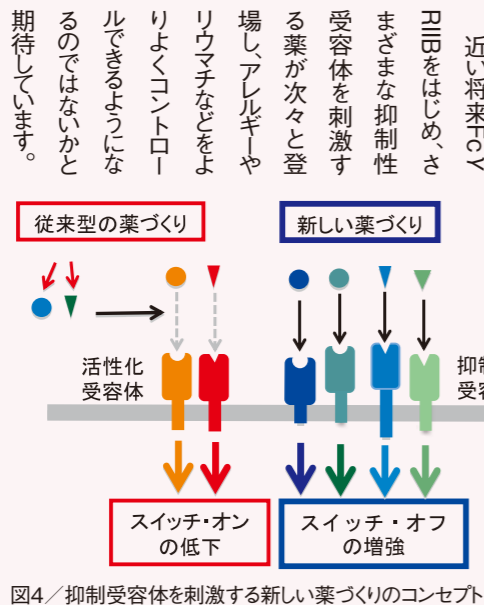 近い将来Fcγ
RIIBをはじめ、さ
まざまな抑制性
受容体を刺激す
る薬が次々と登
場し、アレルギーや
リウマチなどをよ
りよくコントロー
ルできるようにな
るのではないかと
期待しています。
従来型の薬づくり
新しい薬づくり
活性化
受容体
抑制
受容
スイッチ・オン
の低下
スイッチ・オフ
の増強
図4／抑制受容体を刺激する新しい薬づくりのコンセプト